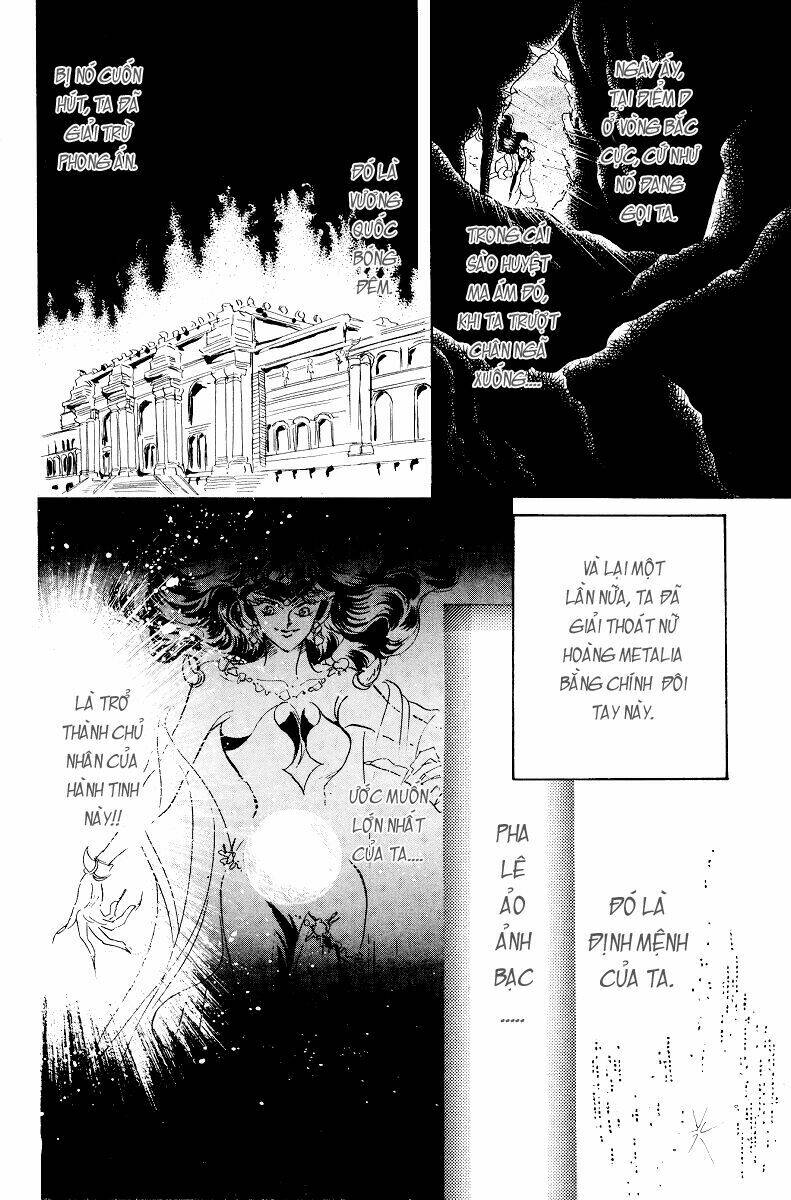 NGÀY ẤY,
TẠI ĐIỂM D
Ở VÒNG BẮC
CỰC, CỨ NHƯ
NÓ ĐANG
GỌI TA.
TRONG CÁI
SÀO HUYỆT
MA ÁM ĐÓ,
KHI TA TRƯỢT
CHÂN NGÃ
XUỐNG....
ĐÓ LÀ
VƯƠNG
QUỐC
BÓNG
ĐÊM.
BỊ NÓ CUỐN
HÚT, TA ĐÃ
GIẢI TRỪ
PHONG ẤN.
VÀ LẠI MỘT
LẦN NỮA, TA ĐÃ
GIẢI THOÁT NỮ
HOÀNG METALIA
BẰNG CHÍNH ĐÔI
TAY NÀY.
ĐÓ LÀ
ĐỊNH MỆNH
CỦA TA.
PHA
LÊ
ẢO
ẢNH
BẠC
.....
ƯỚC MUÔN
LỚN NHẤT
CỦA TA....
LÀ TRỞ
THÀNH CHỦ
NHÂN CỦA
HÀNH TINH
NÀY!!